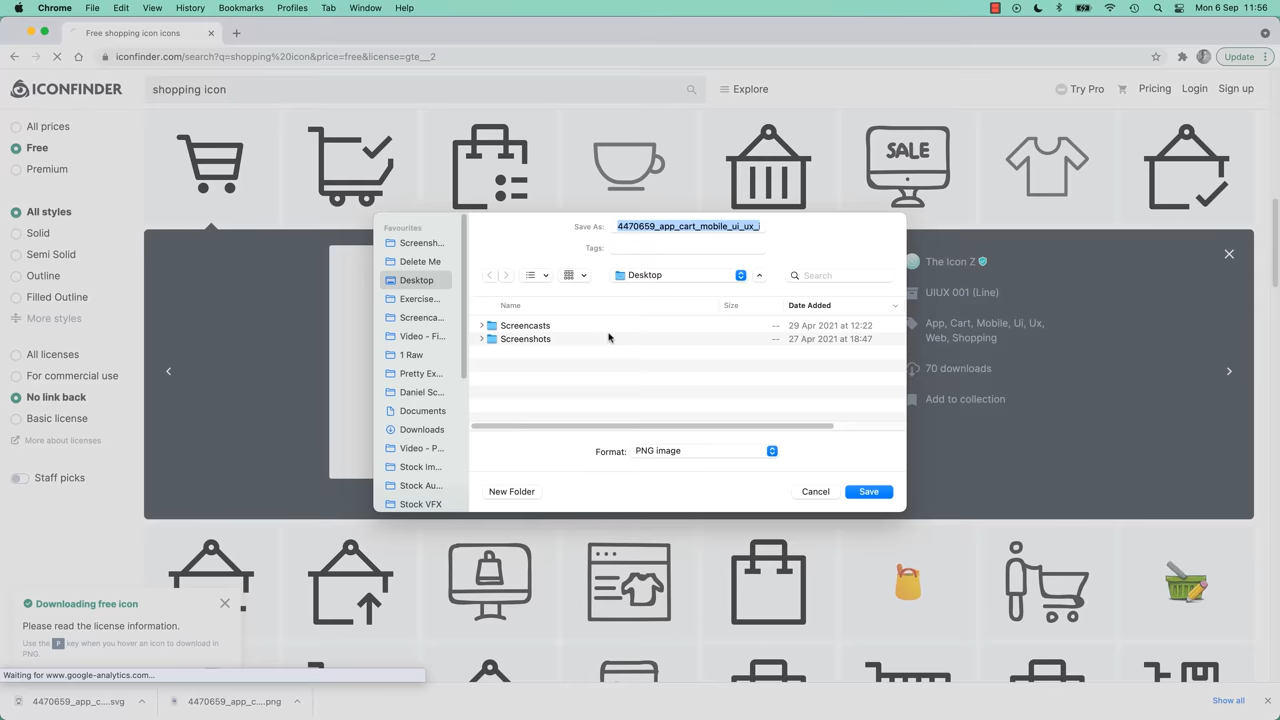 Chrome File Edit View History Bookmarks Profiles Tab Window Help Mon 6 Sep 11:56
Free shopping icon icons
iconfinder.com/search?q=shopping%20icon&price=free&license=gte__2 Update
ICONFINDER shopping icon Explore Try Pro Pricing Login Sign up
All prices
Free
Premium
All styles
Solid
Semi Solid
Outline
Filled Outline
More styles
All licenses
For commercial use
No link back
Basic license
More about licenses
Staff picks
SALE
Favourites
Screensh...
Delete Me
Desktop
Exercise...
Screenca...
Video - Fi...
1 Raw
Pretty Ex...
Daniel Sc...
Documents
Downloads
Video - P...
Stock Im...
Stock Au...
Stock VFX
Save As: 4470659_app_cart_mobile_ui_ux_i
Tags:
Desktop Search
Name Size Date Added
Screencasts -- 29 Apr 2021 at 12:22
Screenshots -- 27 Apr 2021 at 18:47
Format: PNG image
New Folder Cancel Save
The Icon Z
UIUX 001 (Line)
App, Cart, Mobile, Ui, Ux,
Web, Shopping
70 downloads
Add to collection
Downloading free icon
Please read the license information.
Use the P key when you hover an icon to download in
PNG.
Waiting for www.google-analytics.com...
4470659_app_c....svg 4470659_app_c....png Show all